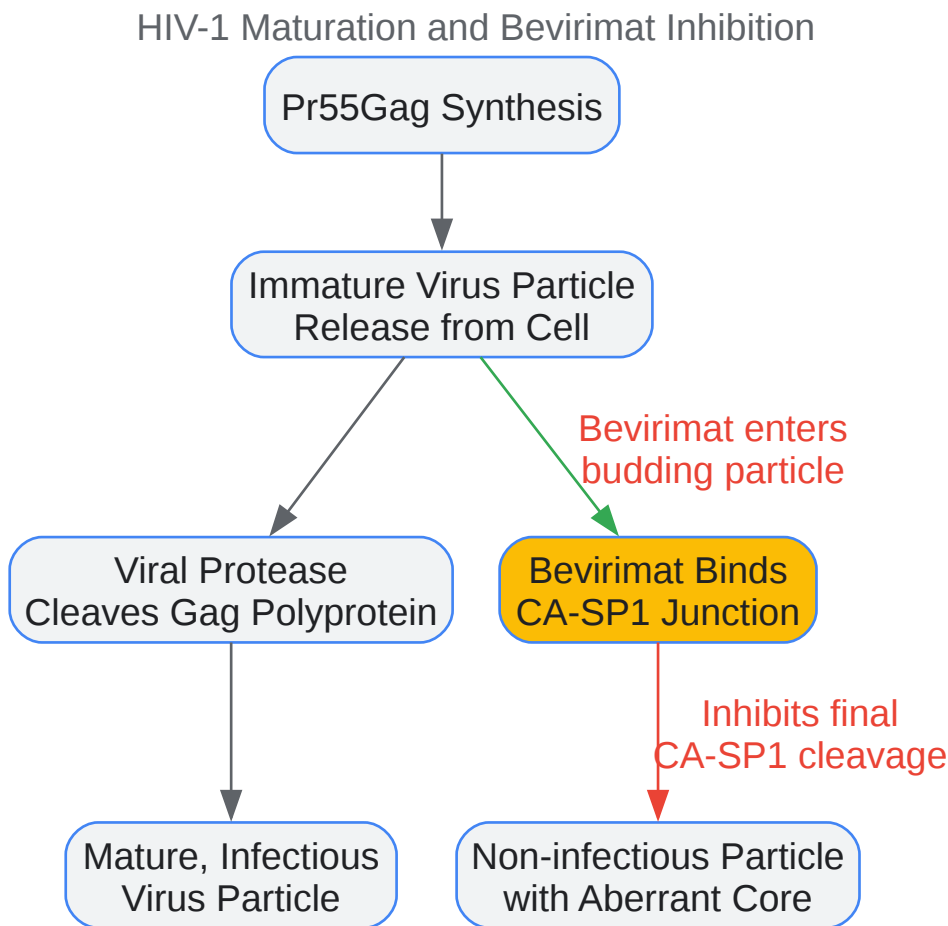 HIV-1 Maturation and Bevirimat Inhibition
Pr55Gag Synthesis
Immature Virus Particle
Release from Cell
Bevirimat enters
budding particle
Viral Protease
Cleaves Gag Polyprotein
Bevirimat Binds
CA-SP1 Junction
Inhibits final
CA-SP1 cleavage
Mature, Infectious
Virus Particle
Non-infectious Particle
with Aberrant Core